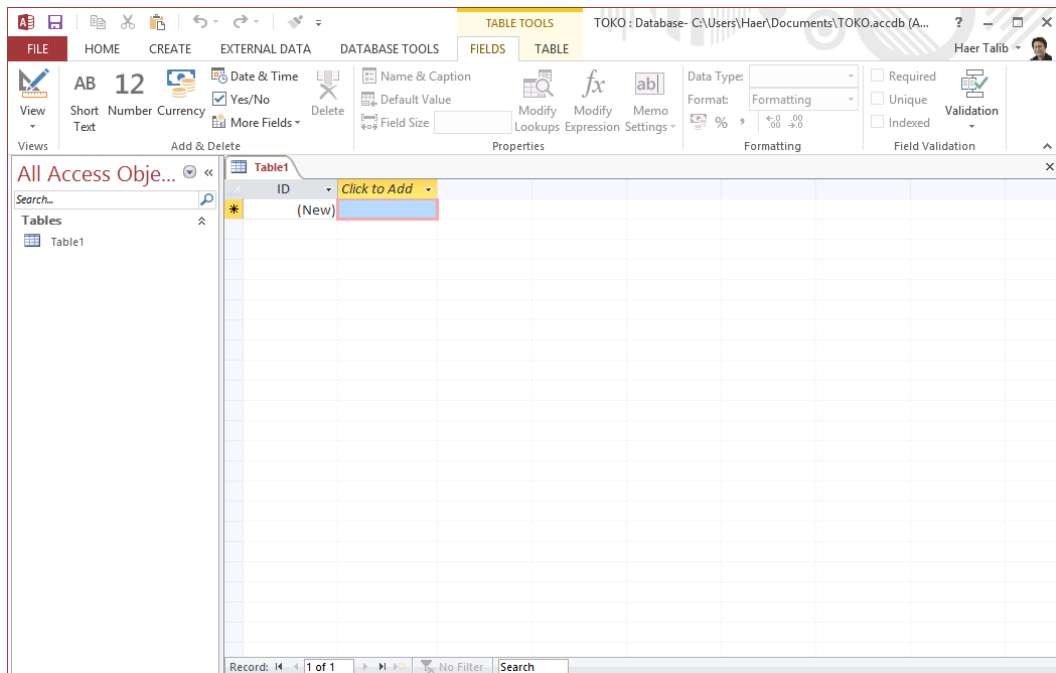 TABLE TOOLS TOKO : Database- C:\Users\Haer\Documents\TOKO.accdb (A... ?
FILE HOME CREATE EXTERNAL DATA DATABASE TOOLS FIELDS TABLE Haer Talib
View
AB Short Text
12 Number
Currency
Date & Time
Yes/No
More Fields
Delete
Name & Caption
Default Value
Field Size
Modify Lookups
fx Modify Expression
ab Memo Settings
Data Type:
Format: Formatting
% , .0 .00 .00 .0
Required
Unique
Indexed
Validation
Views Add & Delete Properties Formatting Field Validation
All Access Obje... «
Search...
Tables
Table1
Table1
ID Click to Add
(New)
Record: 1 of 1 No Filter Search